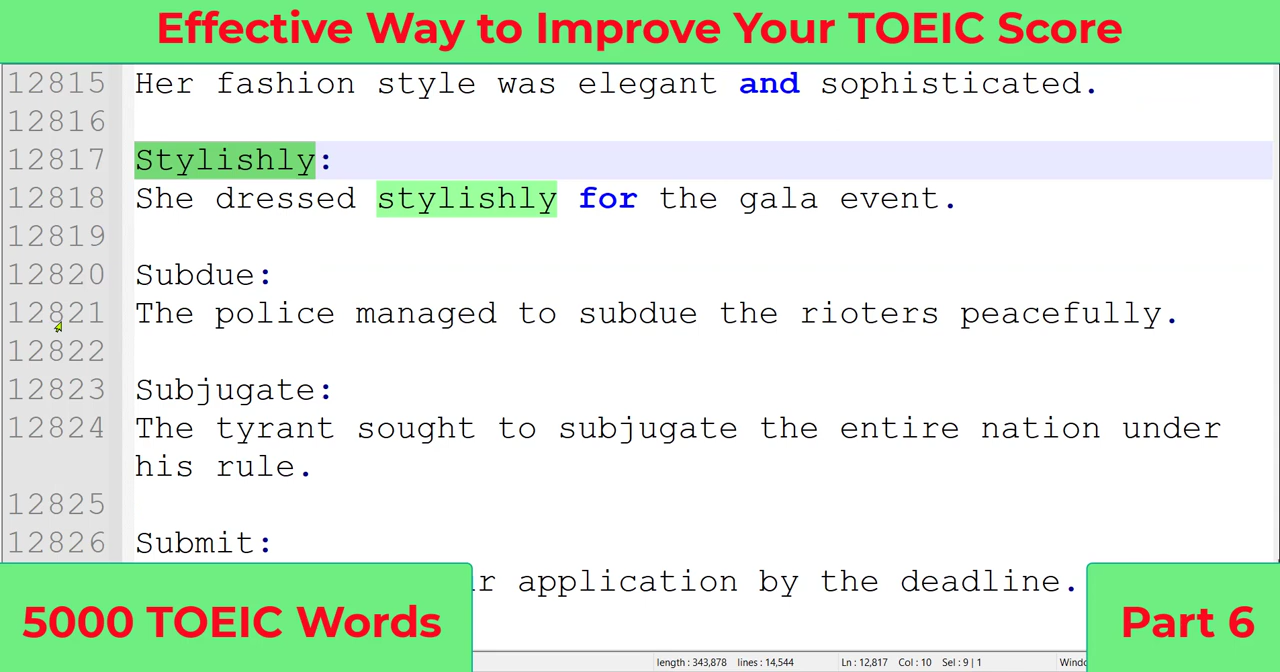 Effective Way to Improve Your TOEIC Score
12815 Her fashion style was elegant and sophisticated.
12816
12817 Stylishly:
12818 She dressed stylishly for the gala event.
12819
12820 Subdue:
12821 The police managed to subdue the rioters peacefully.
12822
12823 Subjugate:
12824 The tyrant sought to subjugate the entire nation under
his rule.
12825
12826 Submit:
application by the deadline.
5000 TOEIC Words
Part 6
length : 343,878 lines : 14,544 Ln : 12,817 Col : 10 Sel : 9 | 1